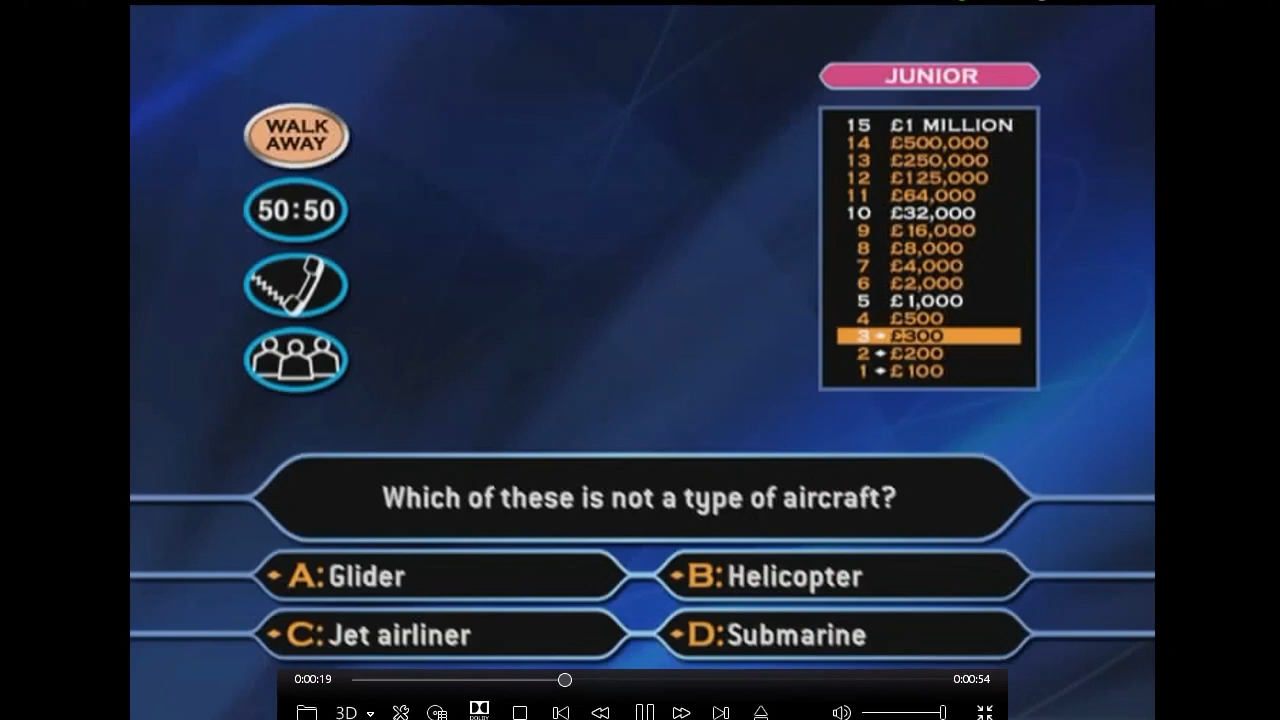 JUNIOR
WALK
AWAY
50:50
15 £1 MILLION
14 £500,000
13 £250,000
12 £125,000
11 £64,000
10 £32,000
9 £16,000
8 £8,000
7 £4,000
6 £2,000
5 £1,000
4 £500
3 £300
2 £200
1 £100
Which of these is not a type of aircraft?
A: Glider
B: Helicopter
C: Jet airliner
D: Submarine
0:00:19
0:00:54
3D
DOLBY